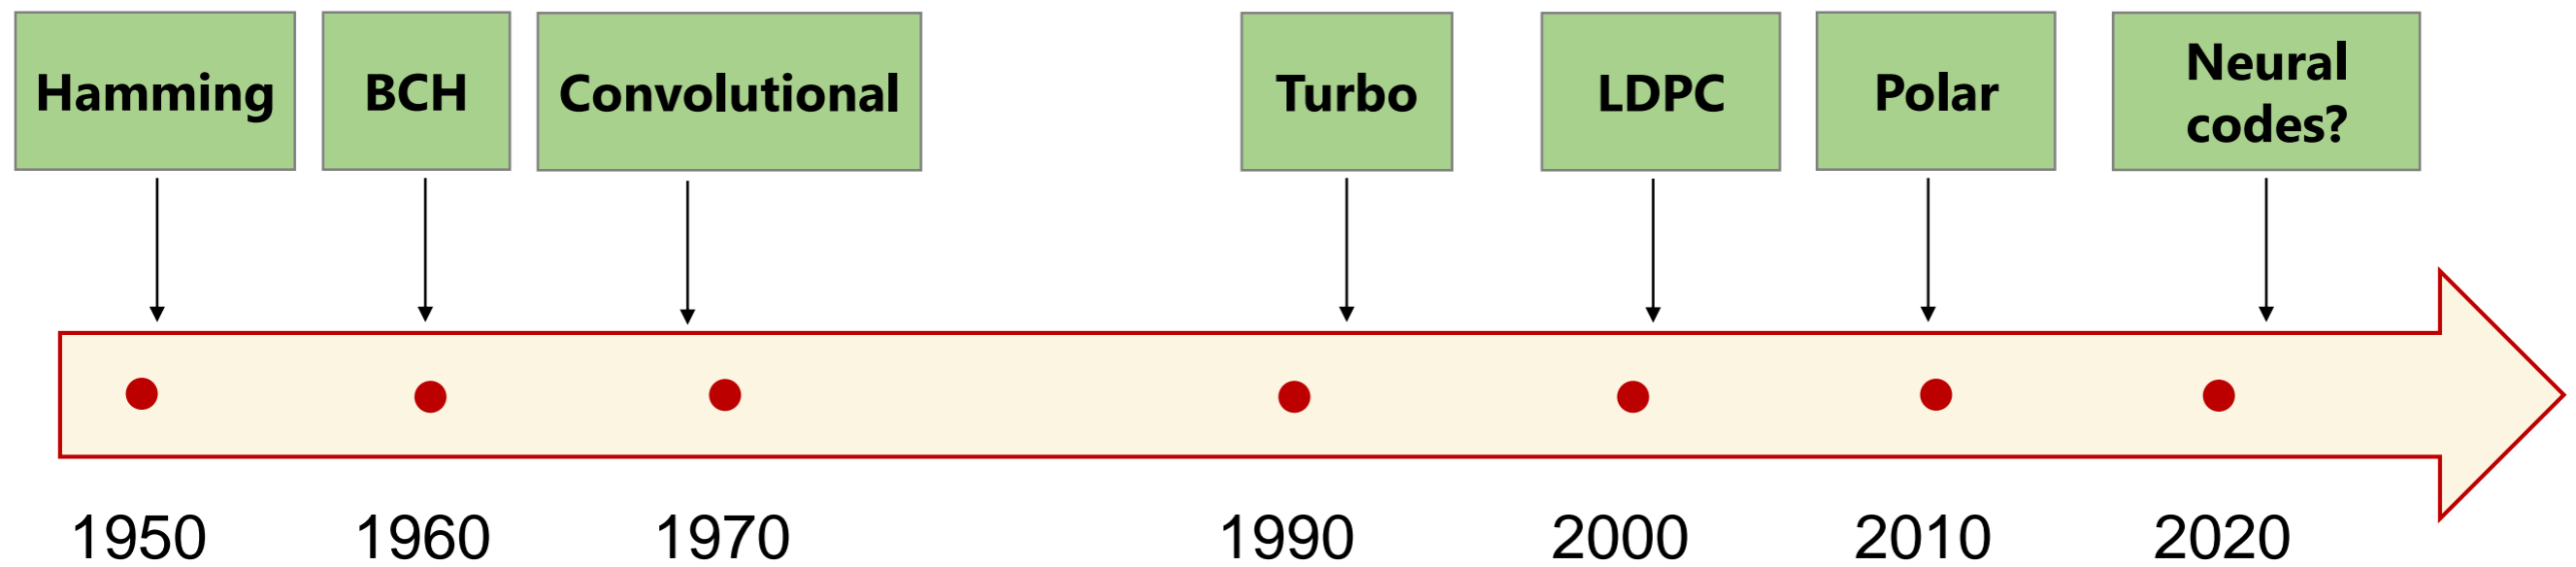 Hamming
BCH
Convolutional
Turbo
LDPC
Polar
Neural
codes?
1950
1960
1970
1990
2000
2010
2020